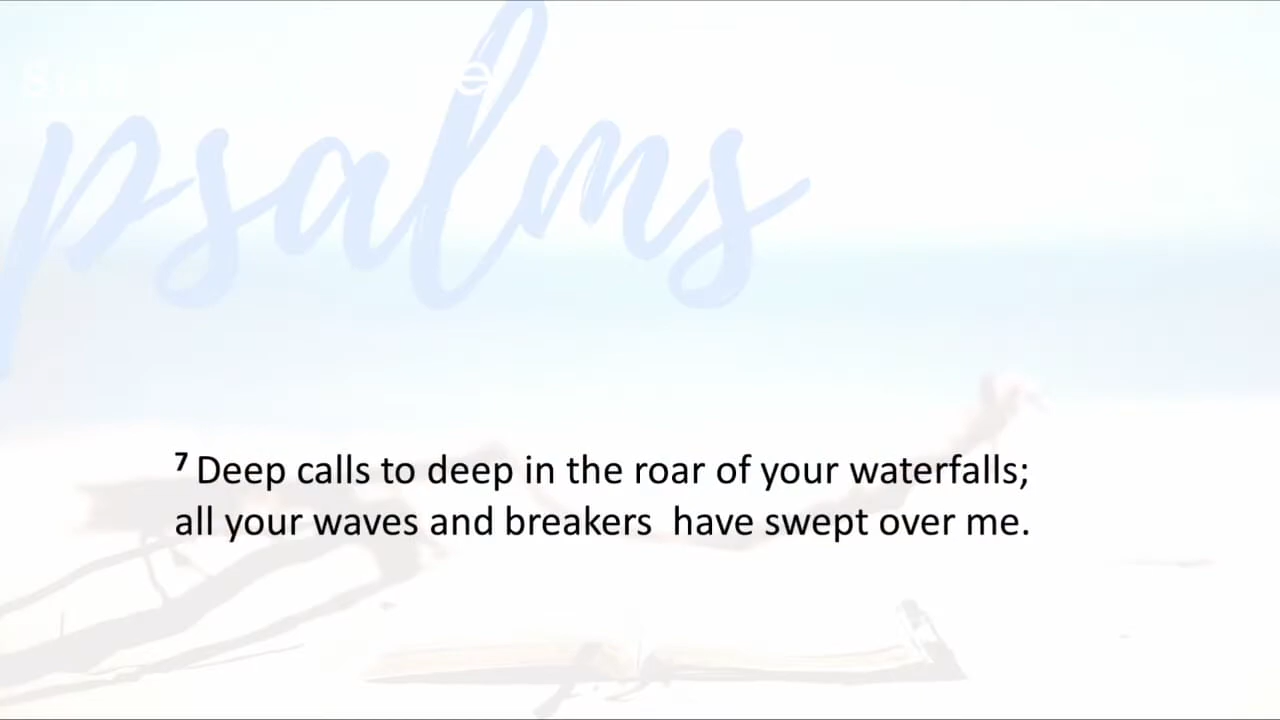 psalms
7 Deep calls to deep in the roar of your waterfalls;
all your waves and breakers  have swept over me.